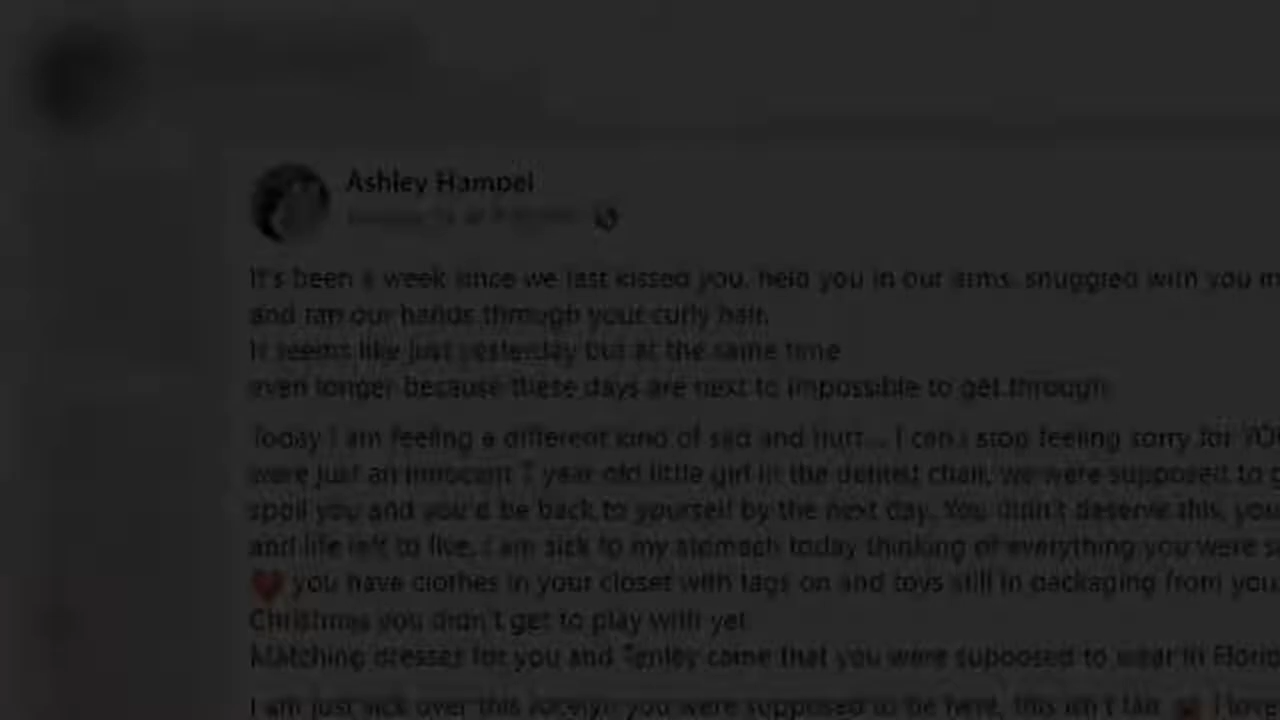 Ashley Hampel
It's been a week since we last kissed you, held you in our arms, snuggled with you
and ran our hands through your curly hair.
It seems like just yesterday but at the same time
even longer because these days are next to impossible to get through
Today I am feeling a different kind of sad and hurt... I can't stop feeling sorry for
were just an innocent 7 year old little girl in the dentist chair, we were supposed to
spoil you and you'd be back to yourself by the next day. You didn't deserve this, you
and life left to live. I am sick to my stomach today thinking of everything you were
❤️ you have clothes in your closet with tags on and toys still in packaging from
Christmas you didn't get to play with yet
Matching dresses for you and Tenley came that you were supposed to wear in
I am just sick over this Jocelyn you were supposed to be here, this isn't fair I love